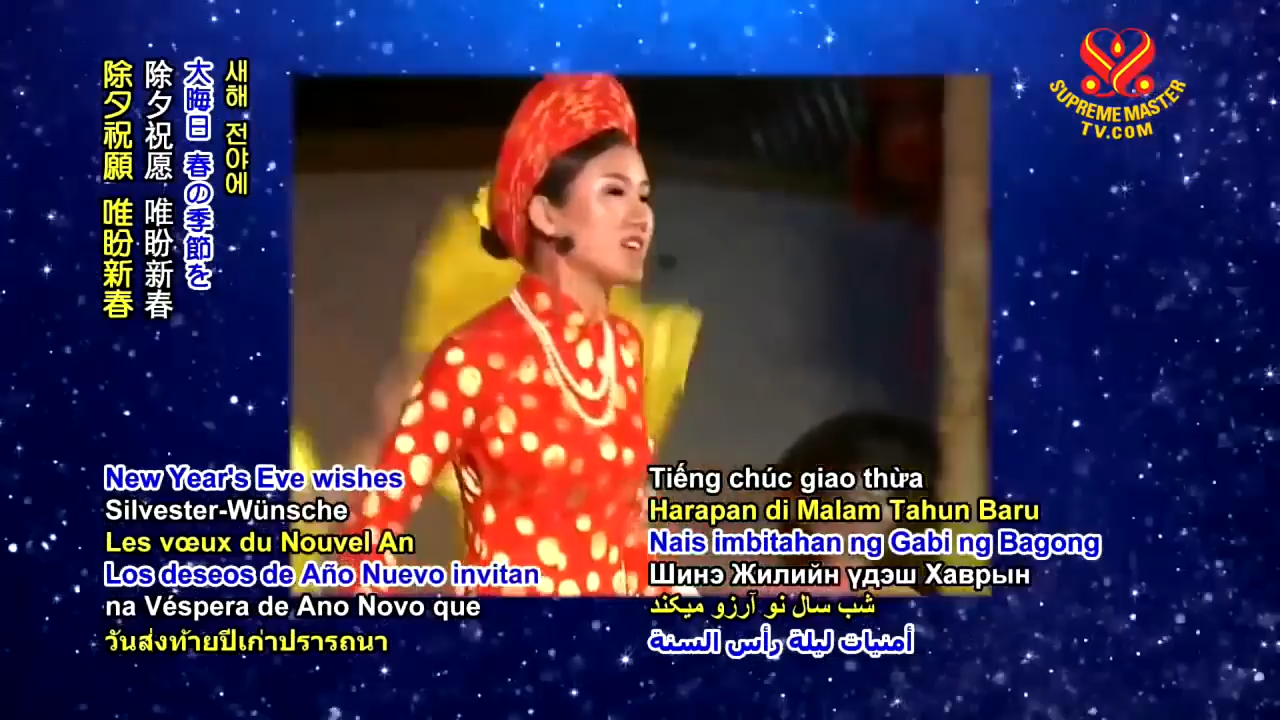 새해 전야에
大晦日 春の季節を
除夕祝愿 唯盼新春
除夕祝願 唯盼新春
SUPREME MASTER
TV.COM
New Year's Eve wishes
Silvester-Wünsche
Les vœux du Nouvel An
Los deseos de Año Nuevo invitan
na Véspera de Ano Novo que
วันส่งท้ายปีเก่าปรารถนา
Tiếng chúc giao thừa
Harapan di Malam Tahun Baru
Nais imbitahan ng Gabi ng Bagong
Шинэ Жилийн үдэш Хаврын
شب سال نو آرزو میکند
أمنيات ليلة رأس السنة